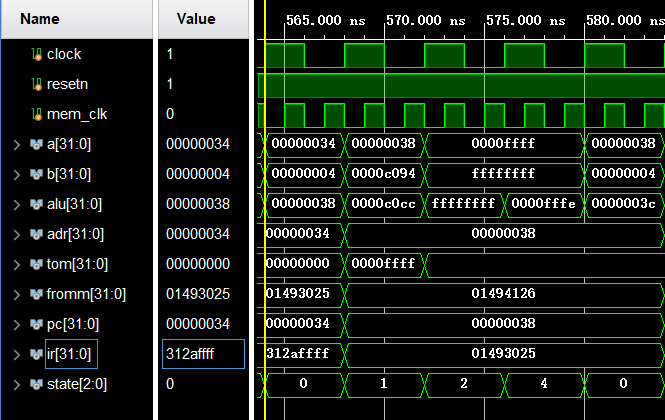 Name Value 565.000 ns 570.000 ns 575.000 ns 580.000 ns
clock 1
resetn 1
mem_clk 0
a[31:0] 00000034 00000034 00000038 0000ffff 00000038
b[31:0] 00000004 00000004 0000c094 ffffffff 00000004
alu[31:0] 00000038 00000038 0000c0cc ffffffff 0000fffe 0000003c
adr[31:0] 00000034 00000034 00000038
tom[31:0] 00000000 00000000 0000ffff
fromm[31:0] 01493025 01493025 01494126
pc[31:0] 00000034 00000034 00000038
ir[31:0] 312affff 312affff 01493025
state[2:0] 0 0 1 2 4 0